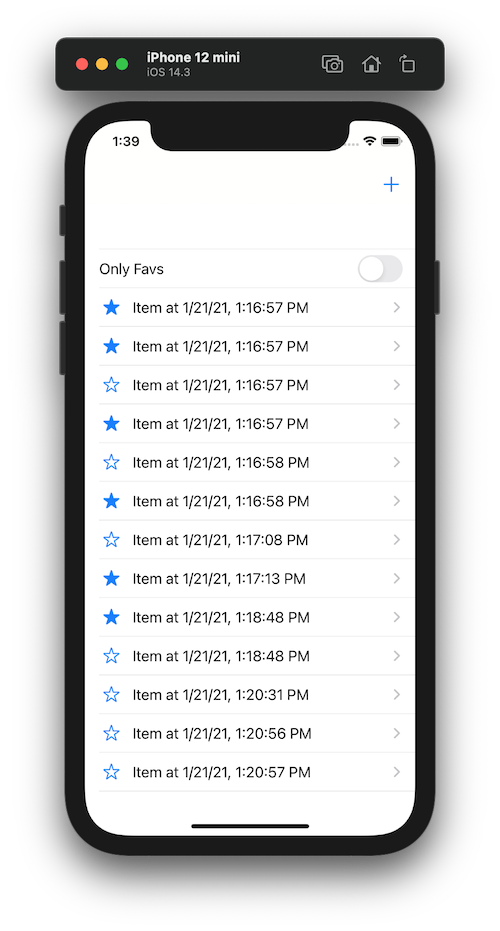 iPhone 12 mini
iOS 14.3
1:39
Only Favs
Item at 1/21/21, 1:16:57 PM
Item at 1/21/21, 1:16:57 PM
Item at 1/21/21, 1:16:57 PM
Item at 1/21/21, 1:16:57 PM
Item at 1/21/21, 1:16:58 PM
Item at 1/21/21, 1:16:58 PM
Item at 1/21/21, 1:17:08 PM
Item at 1/21/21, 1:17:13 PM
Item at 1/21/21, 1:18:48 PM
Item at 1/21/21, 1:18:48 PM
Item at 1/21/21, 1:20:31 PM
Item at 1/21/21, 1:20:56 PM
Item at 1/21/21, 1:20:57 PM